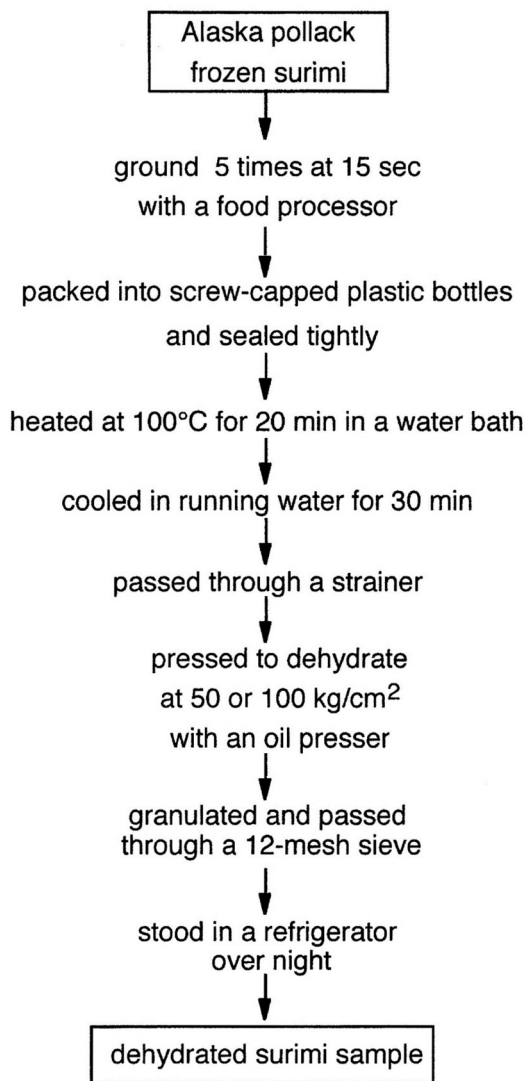 Alaska pollack
frozen surimi
ground 5 times at 15 sec
with a food processor
packed into screw-capped plastic bottles
and sealed tightly
heated at 100°C for 20 min in a water bath
cooled in running water for 30 min
passed through a strainer
pressed to dehydrate
at 50 or 100 kg/cm²
with an oil presser
granulated and passed
through a 12-mesh sieve
stood in a refrigerator
over night
dehydrated surimi sample